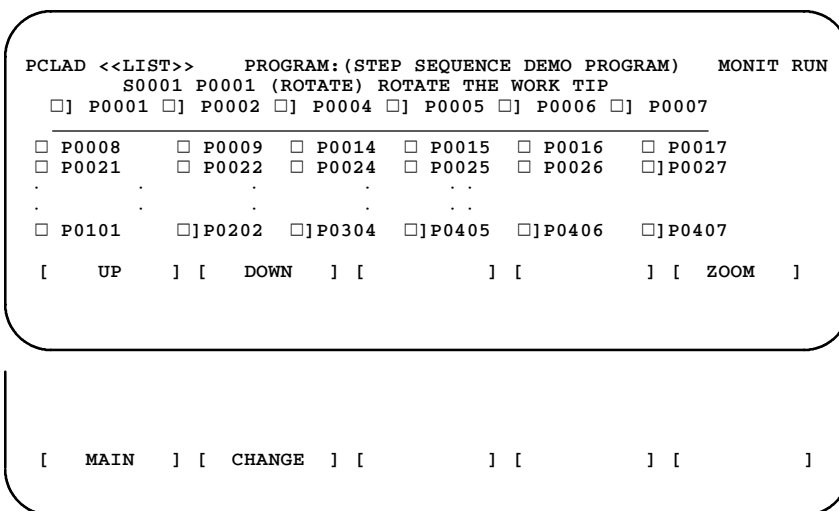 PCLAD <<LIST>> PROGRAM:(STEP SEQUENCE DEMO PROGRAM) MONIT RUN
S0001 P0001 (ROTATE) ROTATE THE WORK TIP
□] P0001 □] P0002 □] P0004 □] P0005 □] P0006 □] P0007
□ P0008 □ P0009 □ P0014 □ P0015 □ P0016 □ P0017
□ P0021 □ P0022 □ P0024 □ P0025 □ P0026 □]P0027
. . . . . .
. . . . . .
□ P0101 □]P0202 □]P0304 □]P0405 □]P0406 □]P0407
[ UP ] [ DOWN ] [ ] [ ] [ ZOOM ]
[ MAIN ] [ CHANGE ] [ ] [ ] [ ]